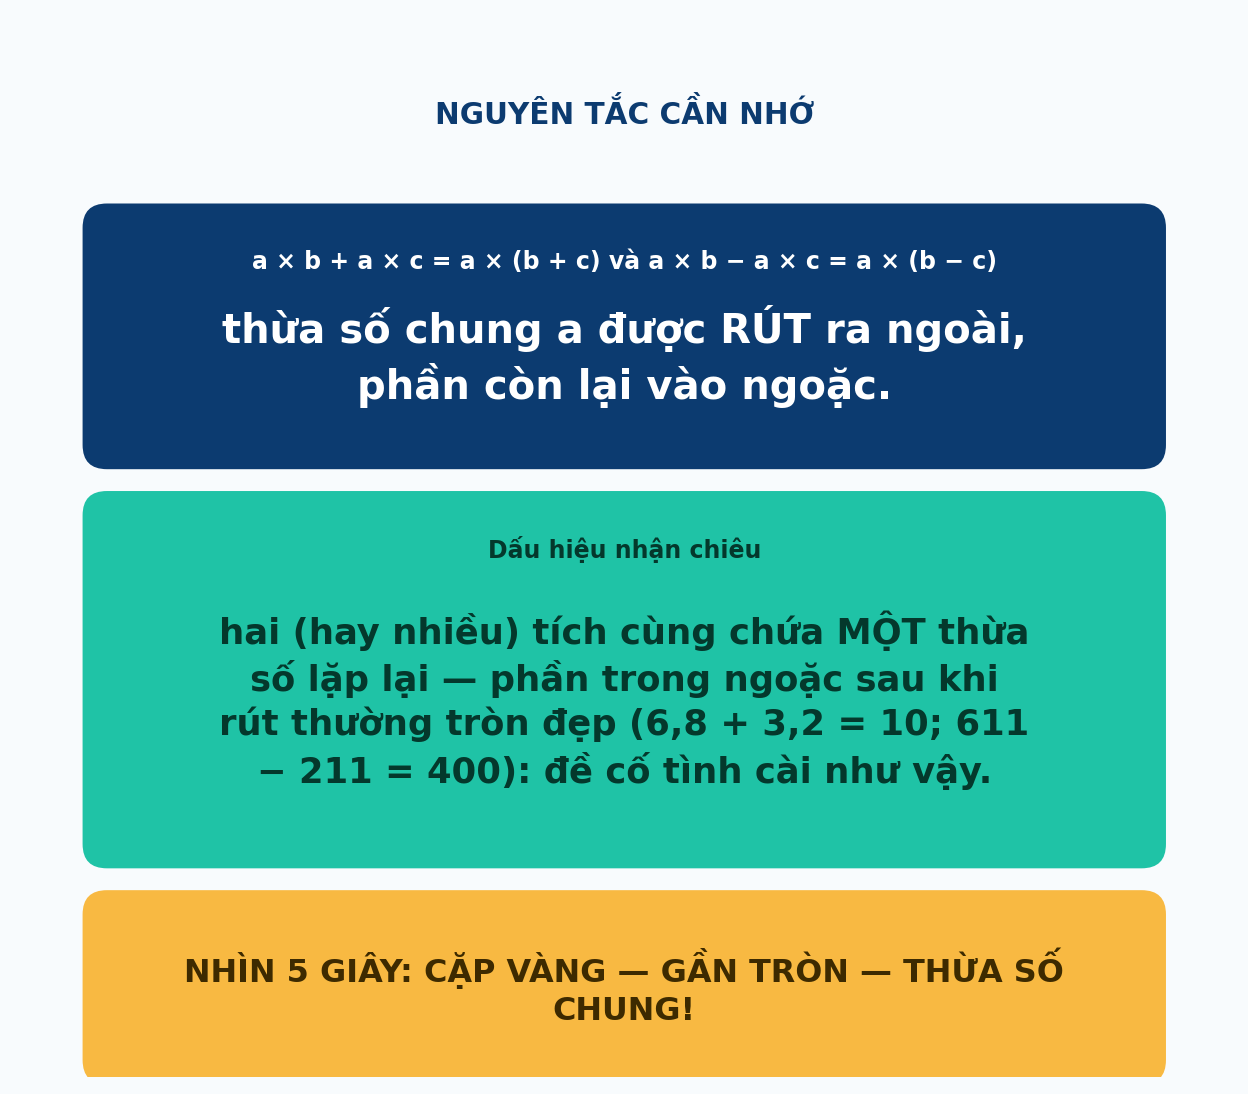 NGUYÊN TẮC CẦN NHỚ
a × b + a × c = a × (b + c) và a × b − a × c = a × (b − c)
thừa số chung a được RÚT ra ngoài,
phần còn lại vào ngoặc.
Dấu hiệu nhận chiêu
hai (hay nhiều) tích cùng chứa MỘT thừa
số lặp lại — phần trong ngoặc sau khi
rút thường tròn đẹp (6,8 + 3,2 = 10; 611
− 211 = 400): đề cố tình cài như vậy.
NHÌN 5 GIÂY: CẶP VÀNG — GẦN TRÒN — THỪA SỐ
CHUNG!